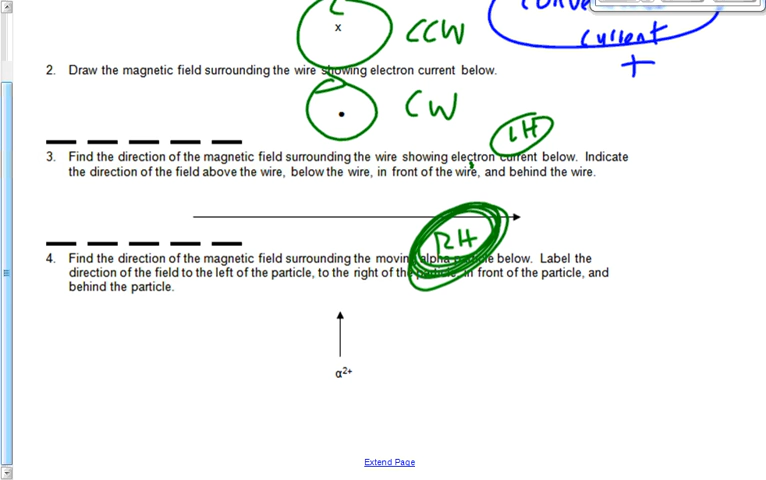 x
CCW
current
+
2. Draw the magnetic field surrounding the wire showing electron current below.
CW
LH
3. Find the direction of the magnetic field surrounding the wire showing electron current below. Indicate
the direction of the field above the wire, below the wire, in front of the wire, and behind the wire.
RH
4. Find the direction of the magnetic field surrounding the moving alpha particle below. Label the
direction of the field to the left of the particle, to the right of the particle, in front of the particle, and
behind the particle.
α²⁺
Extend Page